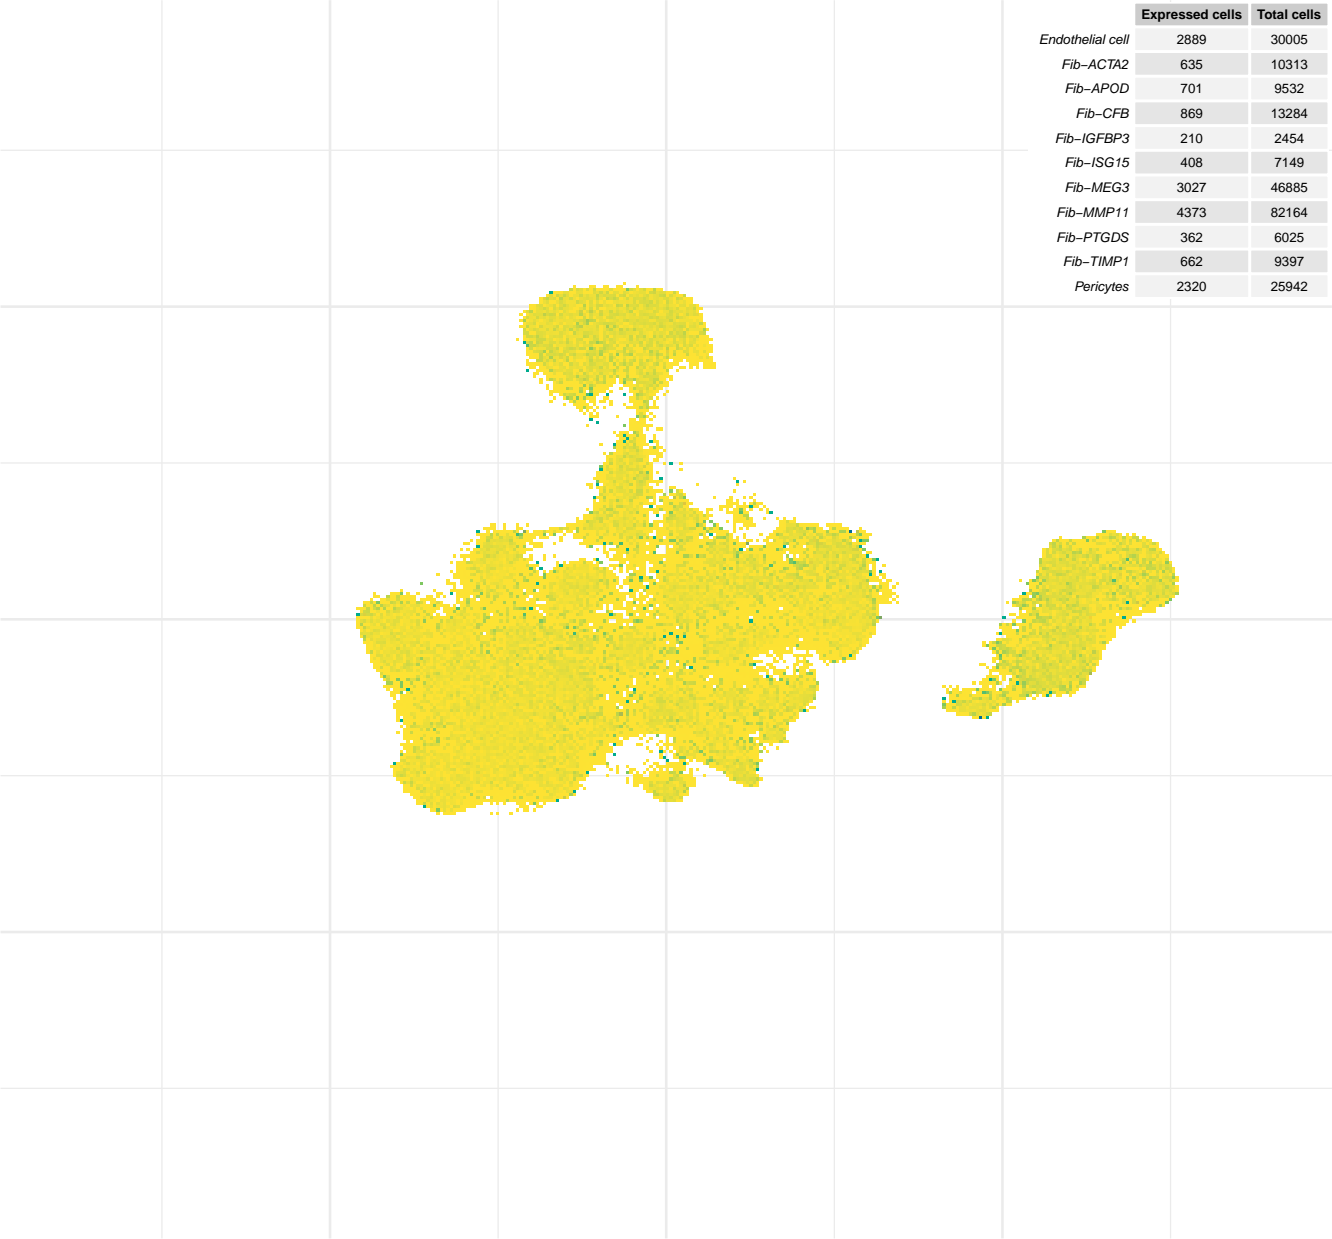 Expressed cells Total cells
Endothelial cell 2889 30005
Fib−ACTA2 635 10313
Fib−APOD 701 9532
Fib−CFB 869 13284
Fib−IGFBP3 210 2454
Fib−ISG15 408 7149
Fib−MEG3 3027 46885
Fib−MMP11 4373 82164
Fib−PTGDS 362 6025
Fib−TIMP1 662 9397
Pericytes 2320 25942